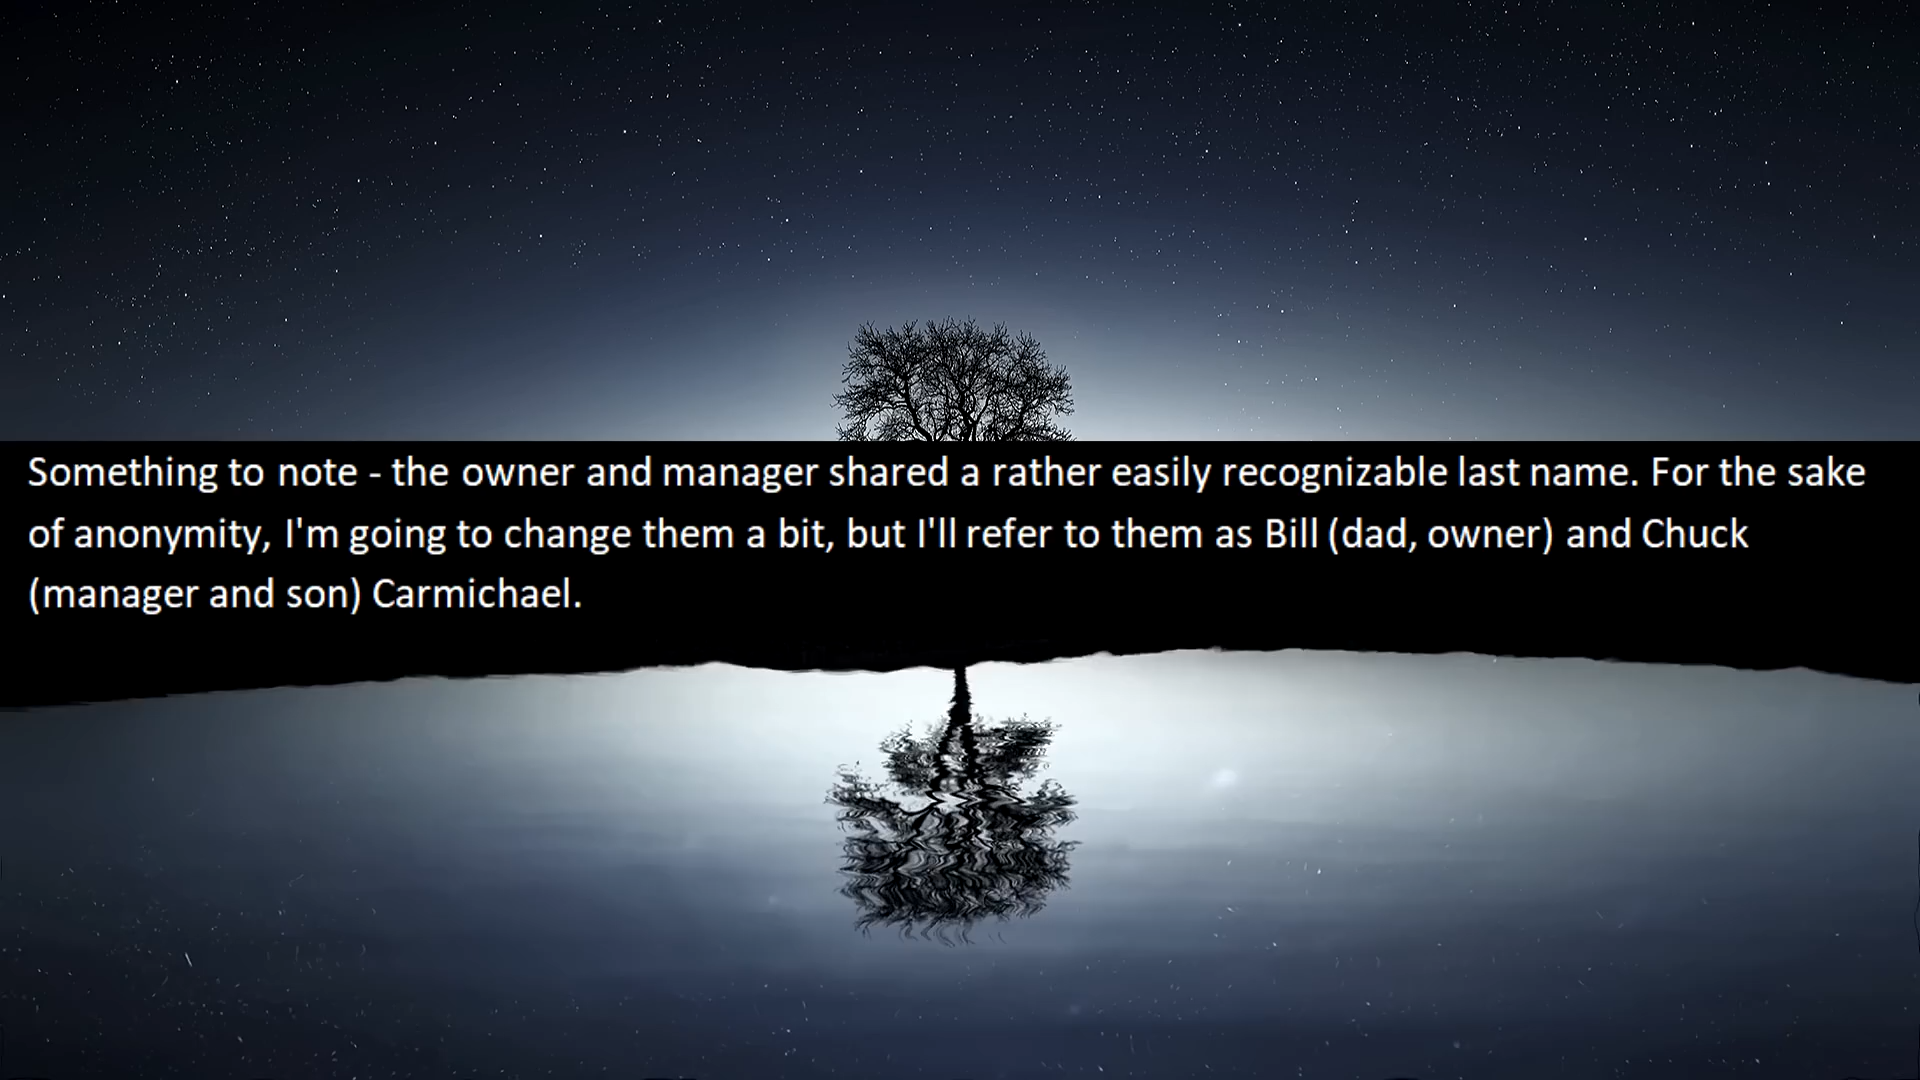 Something to note - the owner and manager shared a rather easily recognizable last name. For the sake
of anonymity, I'm going to change them a bit, but I'll refer to them as Bill (dad, owner) and Chuck
(manager and son) Carmichael.